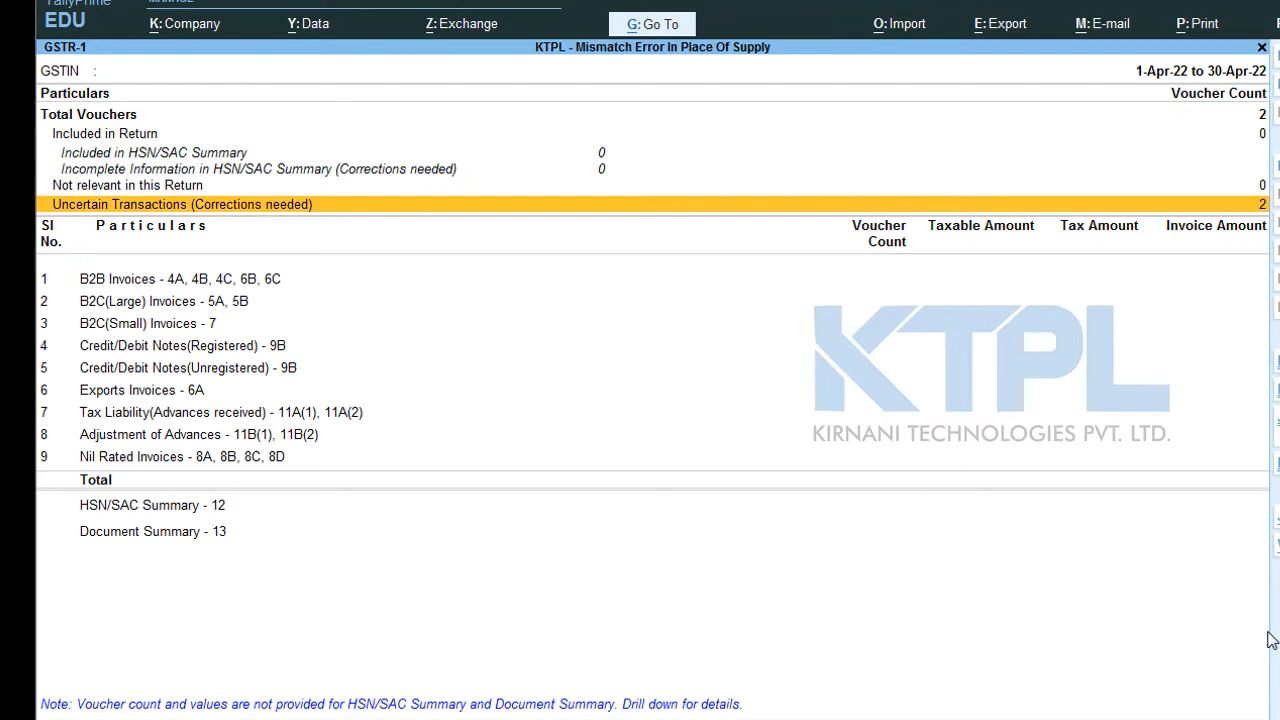 TallyPrime
MANAGE
EDU
K: Company
Y: Data
Z: Exchange
G: Go To
O: Import
E: Export
M: E-mail
P: Print
GSTR-1
KTPL - Mismatch Error In Place Of Supply
GSTIN :
1-Apr-22 to 30-Apr-22
Particulars Voucher Count
Total Vouchers 2
Included in Return 0
Included in HSN/SAC Summary 0
Incomplete Information in HSN/SAC Summary (Corrections needed) 0
Not relevant in this Return 0
Uncertain Transactions (Corrections needed) 2
Sl No. Particulars Voucher Count Taxable Amount Tax Amount Invoice Amount
1 B2B Invoices - 4A, 4B, 4C, 6B, 6C
2 B2C(Large) Invoices - 5A, 5B
3 B2C(Small) Invoices - 7
4 Credit/Debit Notes(Registered) - 9B
5 Credit/Debit Notes(Unregistered) - 9B
6 Exports Invoices - 6A
7 Tax Liability(Advances received) - 11A(1), 11A(2)
8 Adjustment of Advances - 11B(1), 11B(2)
9 Nil Rated Invoices - 8A, 8B, 8C, 8D
KTPL
KIRNANI TECHNOLOGIES PVT. LTD.
Total
HSN/SAC Summary - 12
Document Summary - 13
Note: Voucher count and values are not provided for HSN/SAC Summary and Document Summary. Drill down for details.